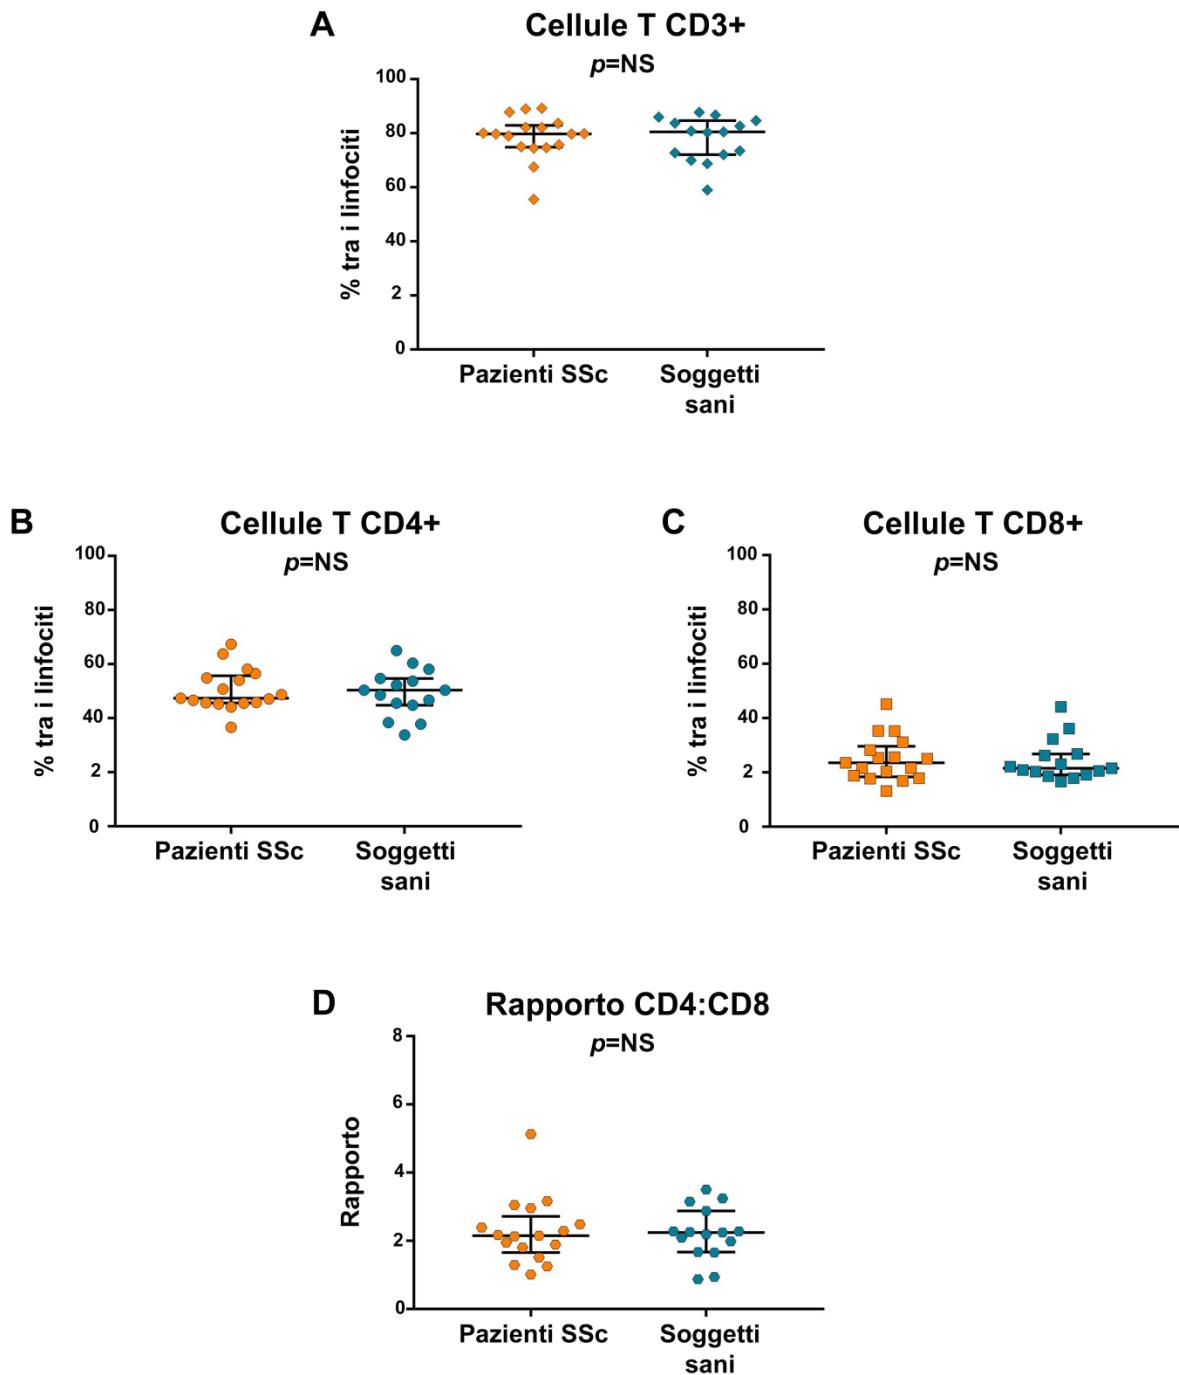 A
Cellule T CD3+
p=NS
% tra i linfociti
100
80
60
40
2
0
Pazienti SSc
Soggetti
sani
B
Cellule T CD4+
p=NS
% tra i linfociti
100
80
60
40
2
0
Pazienti SSc
Soggetti
sani
C
Cellule T CD8+
p=NS
% tra i linfociti
100
80
60
40
2
0
Pazienti SSc
Soggetti
sani
D
Rapporto CD4:CD8
p=NS
Rapporto
8
6
4
2
0
Pazienti SSc
Soggetti
sani